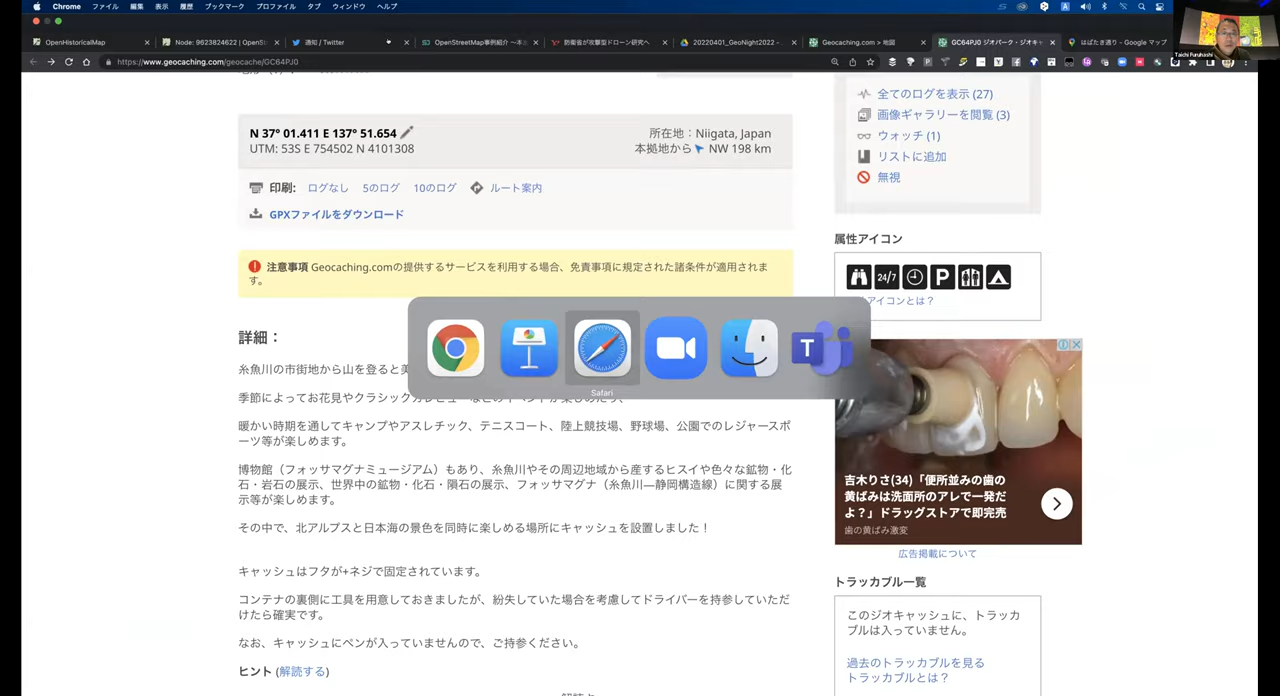 Chrome ファイル 編集 表示 履歴 ブックマーク プロファイル タブ ウィンドウ ヘルプ
OpenHistoricalMap
Node: 9623824622 | OpenSt
通知 / Twitter
OpenStreetMap事例紹介
防衛省が攻撃型ドローン研究へ
20220401_GeoNight2022 -
Geocaching.com > 地図
GC64PJ0 ジオパーク・ジオキャ
はばたき通り - Google マップ
Taichi Furuhashi
https://www.geocaching.com/geocache/GC64PJ0
全てのログを表示 (27)
画像ギャラリーを閲覧 (3)
ウォッチ (1)
リストに追加
無視
N 37° 01.411 E 137° 51.654
UTM: 53S E 754502 N 4101308
所在地：Niigata, Japan
本拠地から NW 198 km
印刷: ログなし 5のログ 10のログ ルート案内
GPXファイルをダウンロード
注意事項 Geocaching.comの提供するサービスを利用する場合、免責事項に規定された諸条件が適用されま
す。
属性アイコン
24/7
P
アイコンとは？
詳細：
糸魚川の市街地から山を登ると
季節によってお花見やクラシックカ
暖かい時期を通してキャンプやアスレチック、テニスコート、陸上競技場、野球場、公園でのレジャースポ
ーツ等が楽しめます。
博物館（フォッサマグナミュージアム）もあり、糸魚川やその周辺地域から産するヒスイや色々な鉱物・化
石・岩石の展示、世界中の鉱物・化石・隕石の展示、フォッサマグナ（糸魚川―静岡構造線）に関する展
示等が楽しめます。
その中で、北アルプスと日本海の景色を同時に楽しめる場所にキャッシュを設置しました！
キャッシュはフタが+ネジで固定されています。
コンテナの裏側に工具を用意しておきましたが、紛失していた場合を考慮してドライバーを持参していただ
けたら確実です。
なお、キャッシュにペンが入っていませんので、ご持参ください。
ヒント (解読する)
Safari
T
吉木りさ(34)「便所並みの歯の
黄ばみは洗面所のアレで一発だ
よ？」ドラッグストアで即完売
歯の黄ばみ激変
広告掲載について
トラッカブル一覧
このジオキャッシュに、トラッカ
ブルは入っていません。
過去のトラッカブルを見る
トラッカブルとは？